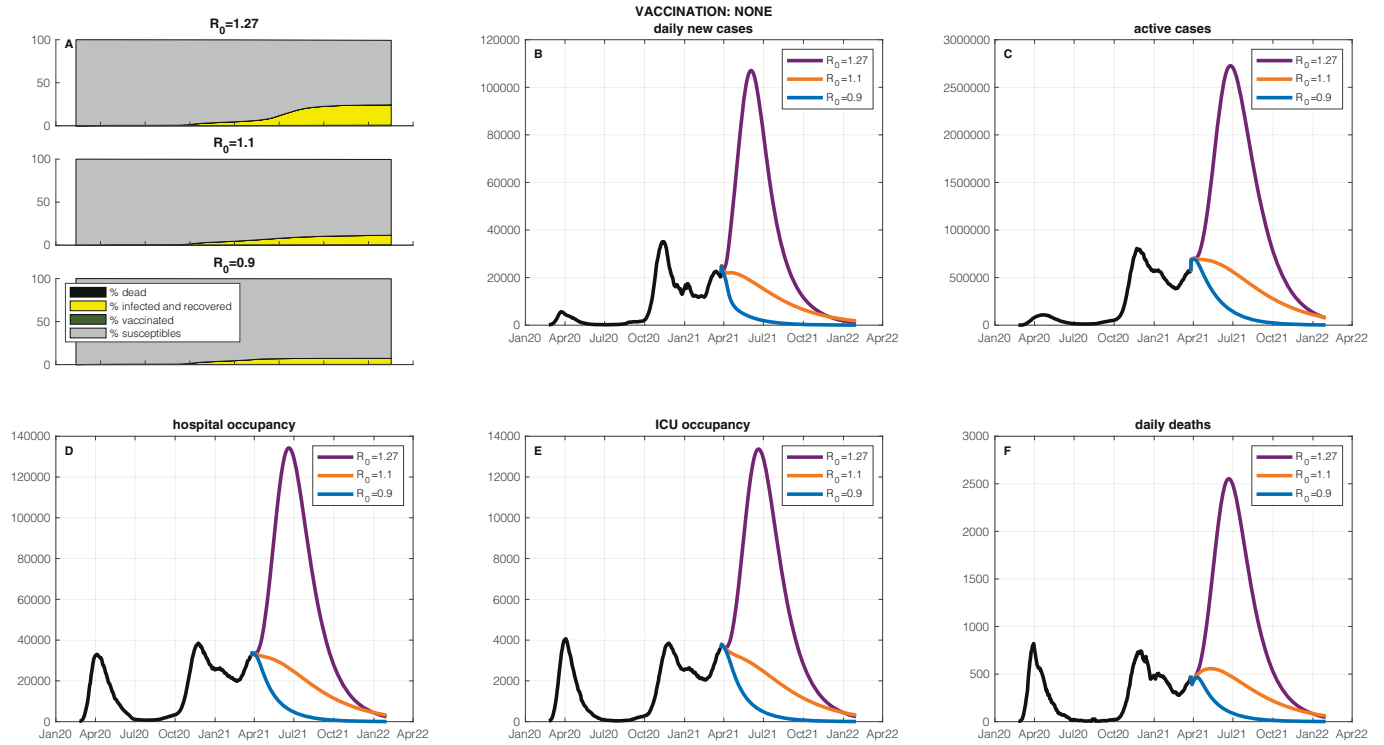 VACCINATION: NONE
R0=1.27
A
100
50
0
R0=1.1
100
50
0
R0=0.9
100
50
0
% dead
% infected and recovered
% vaccinated
% susceptibles
daily new cases
B
120000
100000
80000
60000
40000
20000
0
R0=1.27
R0=1.1
R0=0.9
Jan20 Apr20 Jul20 Oct20 Jan21 Apr21 Jul21 Oct21 Jan22 Apr22
active cases
C
3000000
2500000
2000000
1500000
1000000
500000
0
R0=1.27
R0=1.1
R0=0.9
Jan20 Apr20 Jul20 Oct20 Jan21 Apr21 Jul21 Oct21 Jan22 Apr22
hospital occupancy
D
140000
120000
100000
80000
60000
40000
20000
0
R0=1.27
R0=1.1
R0=0.9
Jan20 Apr20 Jul20 Oct20 Jan21 Apr21 Jul21 Oct21 Jan22 Apr22
ICU occupancy
E
14000
12000
10000
8000
6000
4000
2000
0
R0=1.27
R0=1.1
R0=0.9
Jan20 Apr20 Jul20 Oct20 Jan21 Apr21 Jul21 Oct21 Jan22 Apr22
daily deaths
F
3000
2500
2000
1500
1000
500
0
R0=1.27
R0=1.1
R0=0.9
Jan20 Apr20 Jul20 Oct20 Jan21 Apr21 Jul21 Oct21 Jan22 Apr22